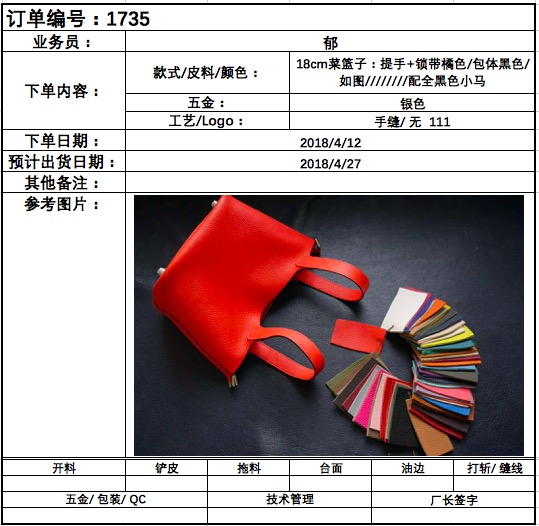 订单编号：1735
业务员： 郁
下单内容： 款式/皮料/颜色： 18cm菜篮子：提手+锁带橘色/包体黑色/
如图////////配全黑色小马
五金： 银色
工艺/Logo： 手缝/ 无 111
下单日期： 2018/4/12
预计出货日期： 2018/4/27
其他备注：
参考图片：
开料 铲皮 拖料 台面 油边 打斩/ 缝线
五金/ 包装/ QC 技术管理 厂长签字